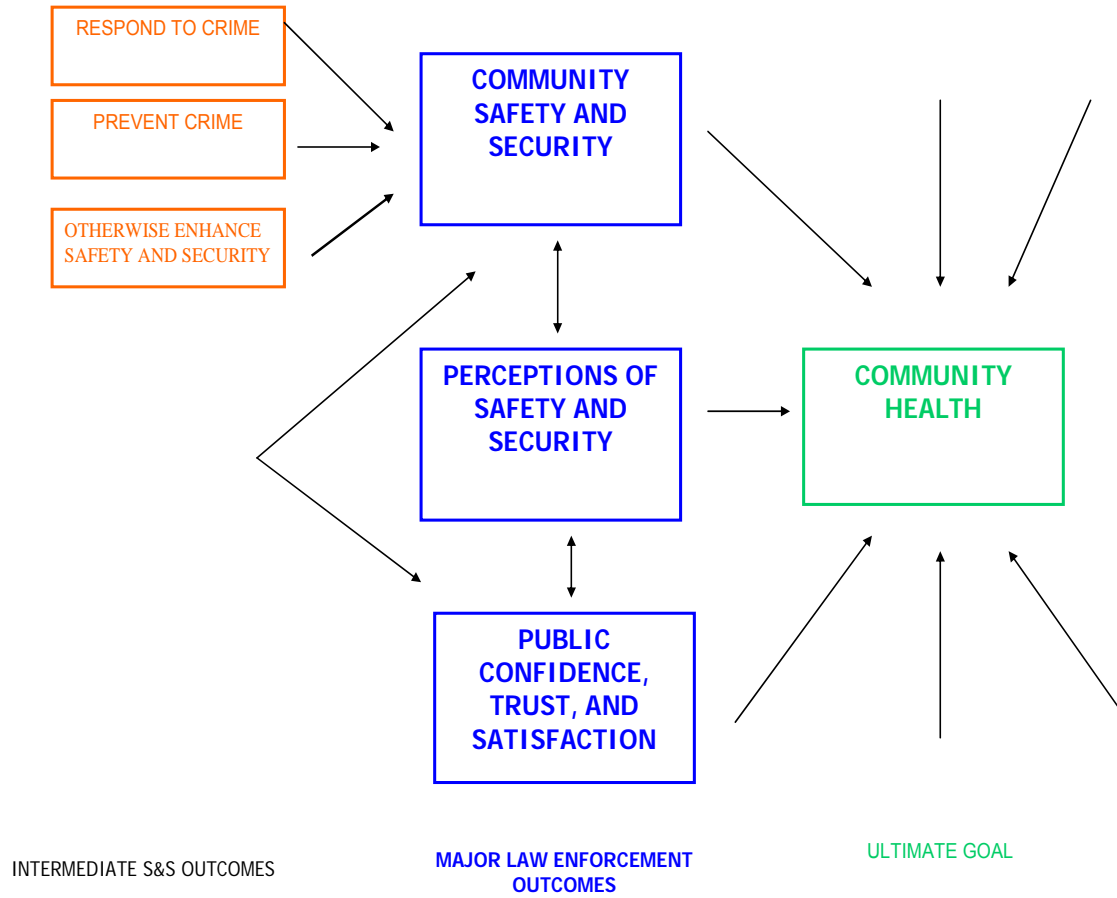 RESPOND TO CRIME
PREVENT CRIME
OTHERWISE ENHANCE
SAFETY AND SECURITY
COMMUNITY
SAFETY AND
SECURITY
PERCEPTIONS OF
SAFETY AND
SECURITY
COMMUNITY
HEALTH
PUBLIC
CONFIDENCE,
TRUST, AND
SATISFACTION
INTERMEDIATE S&S OUTCOMES
MAJOR LAW ENFORCEMENT
OUTCOMES
ULTIMATE GOAL